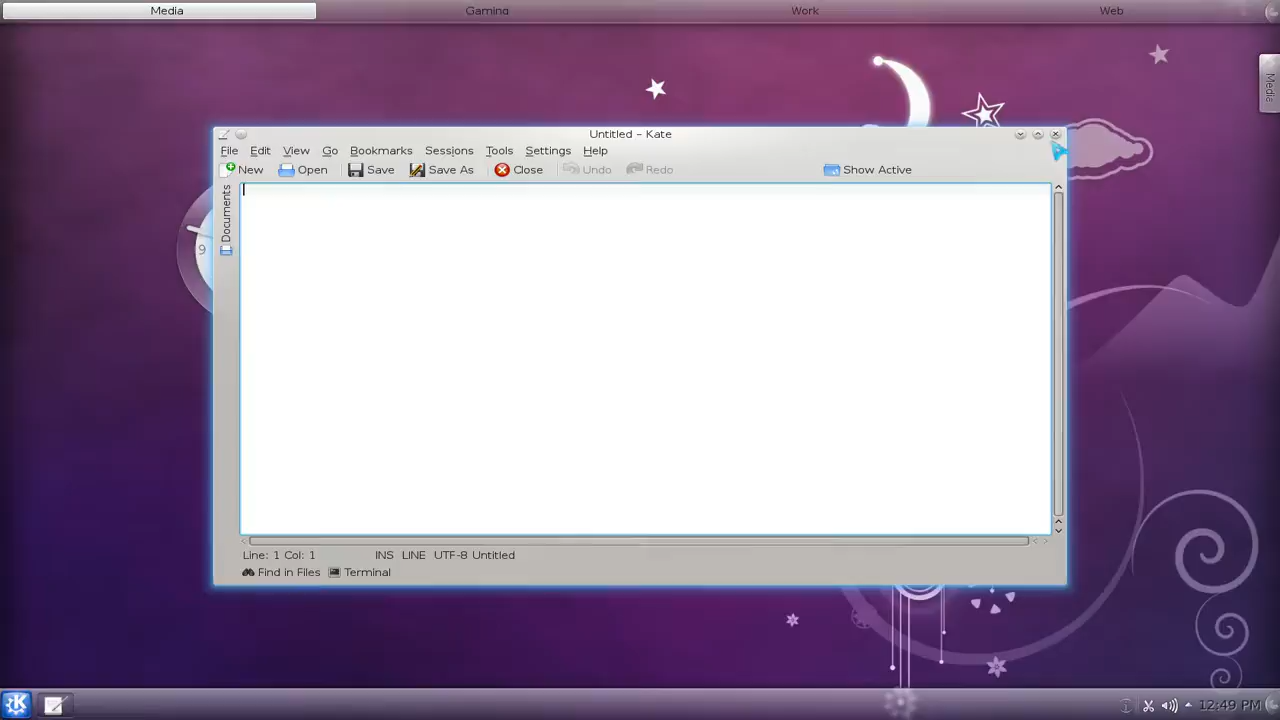 Media Gaming Work Web
Media
Untitled – Kate
File Edit View Go Bookmarks Sessions Tools Settings Help
New Open Save Save As Close Undo Redo Show Active
Documents
9
Line: 1 Col: 1 INS LINE UTF-8 Untitled
Find in Files Terminal
12:49 PM